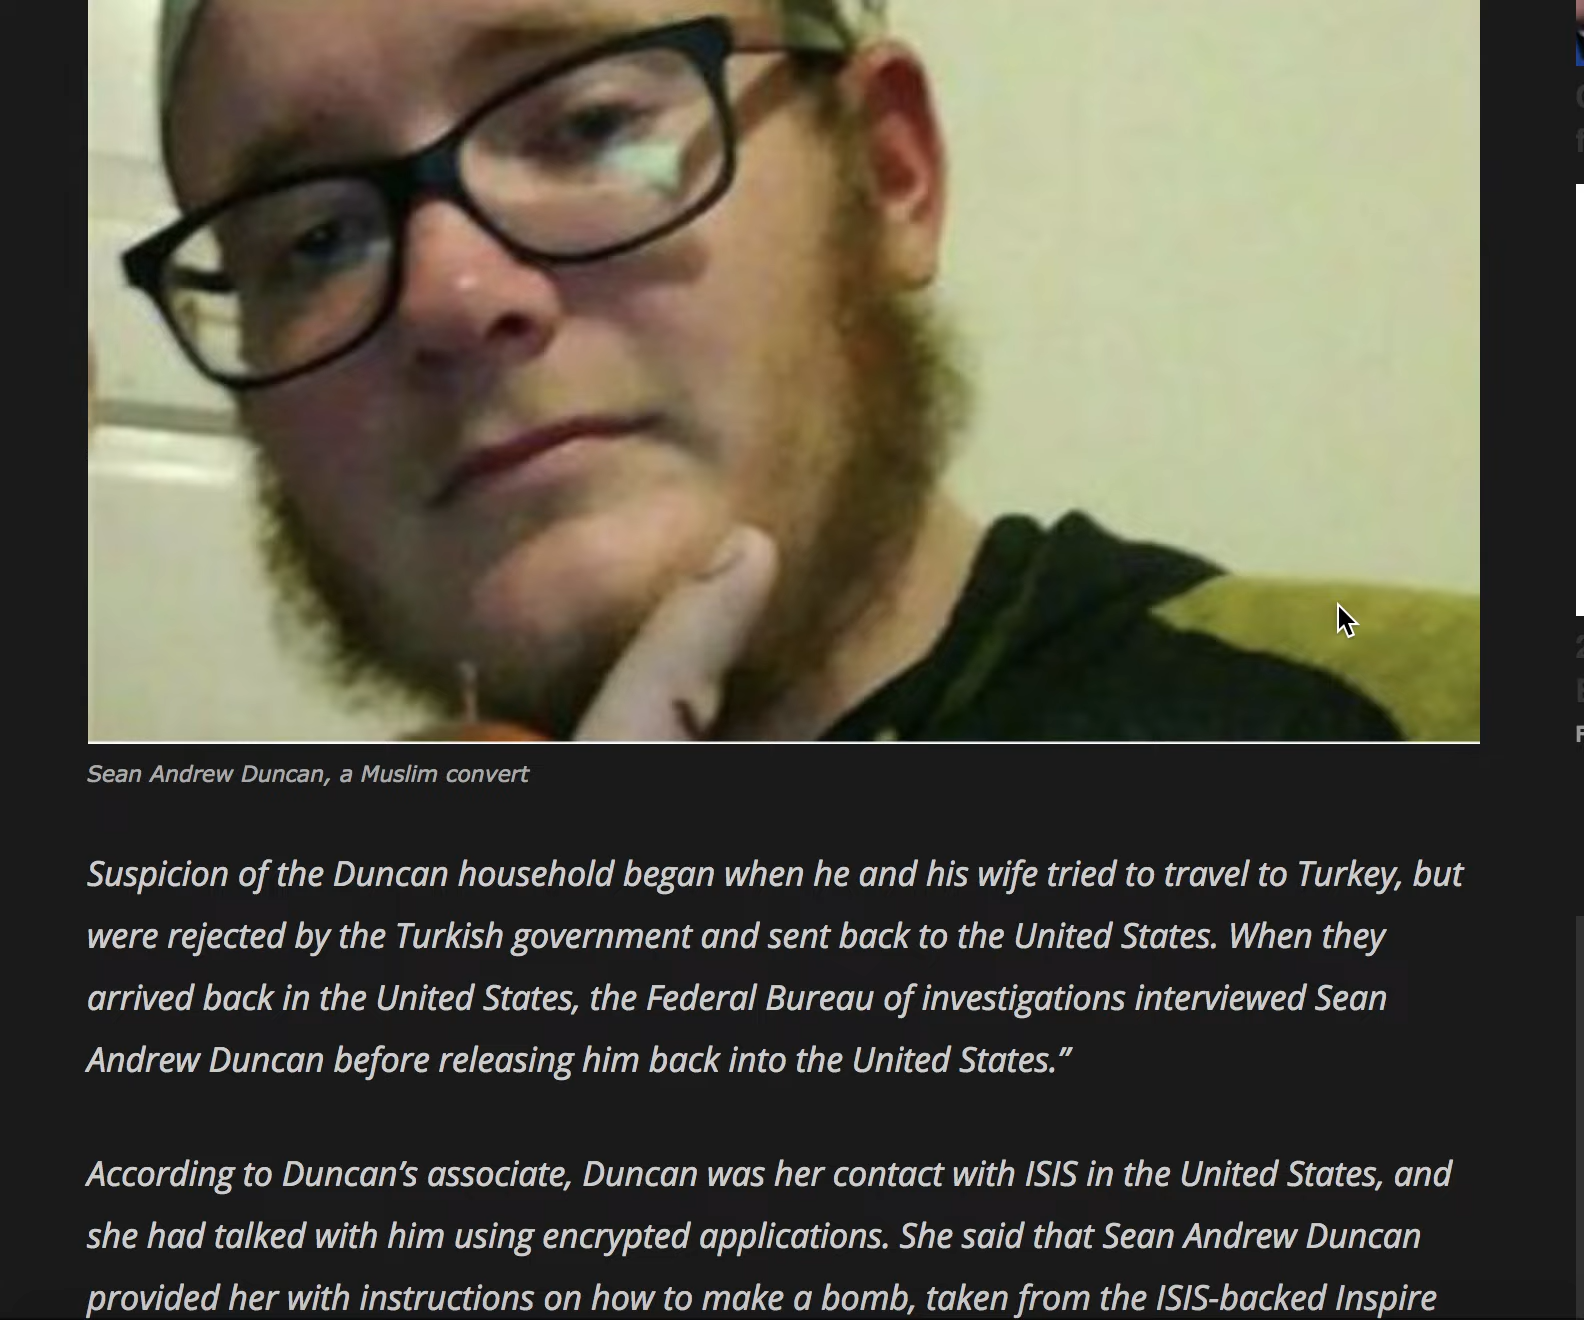 Sean Andrew Duncan, a Muslim convert
Suspicion of the Duncan household began when he and his wife tried to travel to Turkey, but
were rejected by the Turkish government and sent back to the United States. When they
arrived back in the United States, the Federal Bureau of investigations interviewed Sean
Andrew Duncan before releasing him back into the United States.”
According to Duncan’s associate, Duncan was her contact with ISIS in the United States, and
she had talked with him using encrypted applications. She said that Sean Andrew Duncan
provided her with instructions on how to make a bomb, taken from the ISIS-backed Inspire